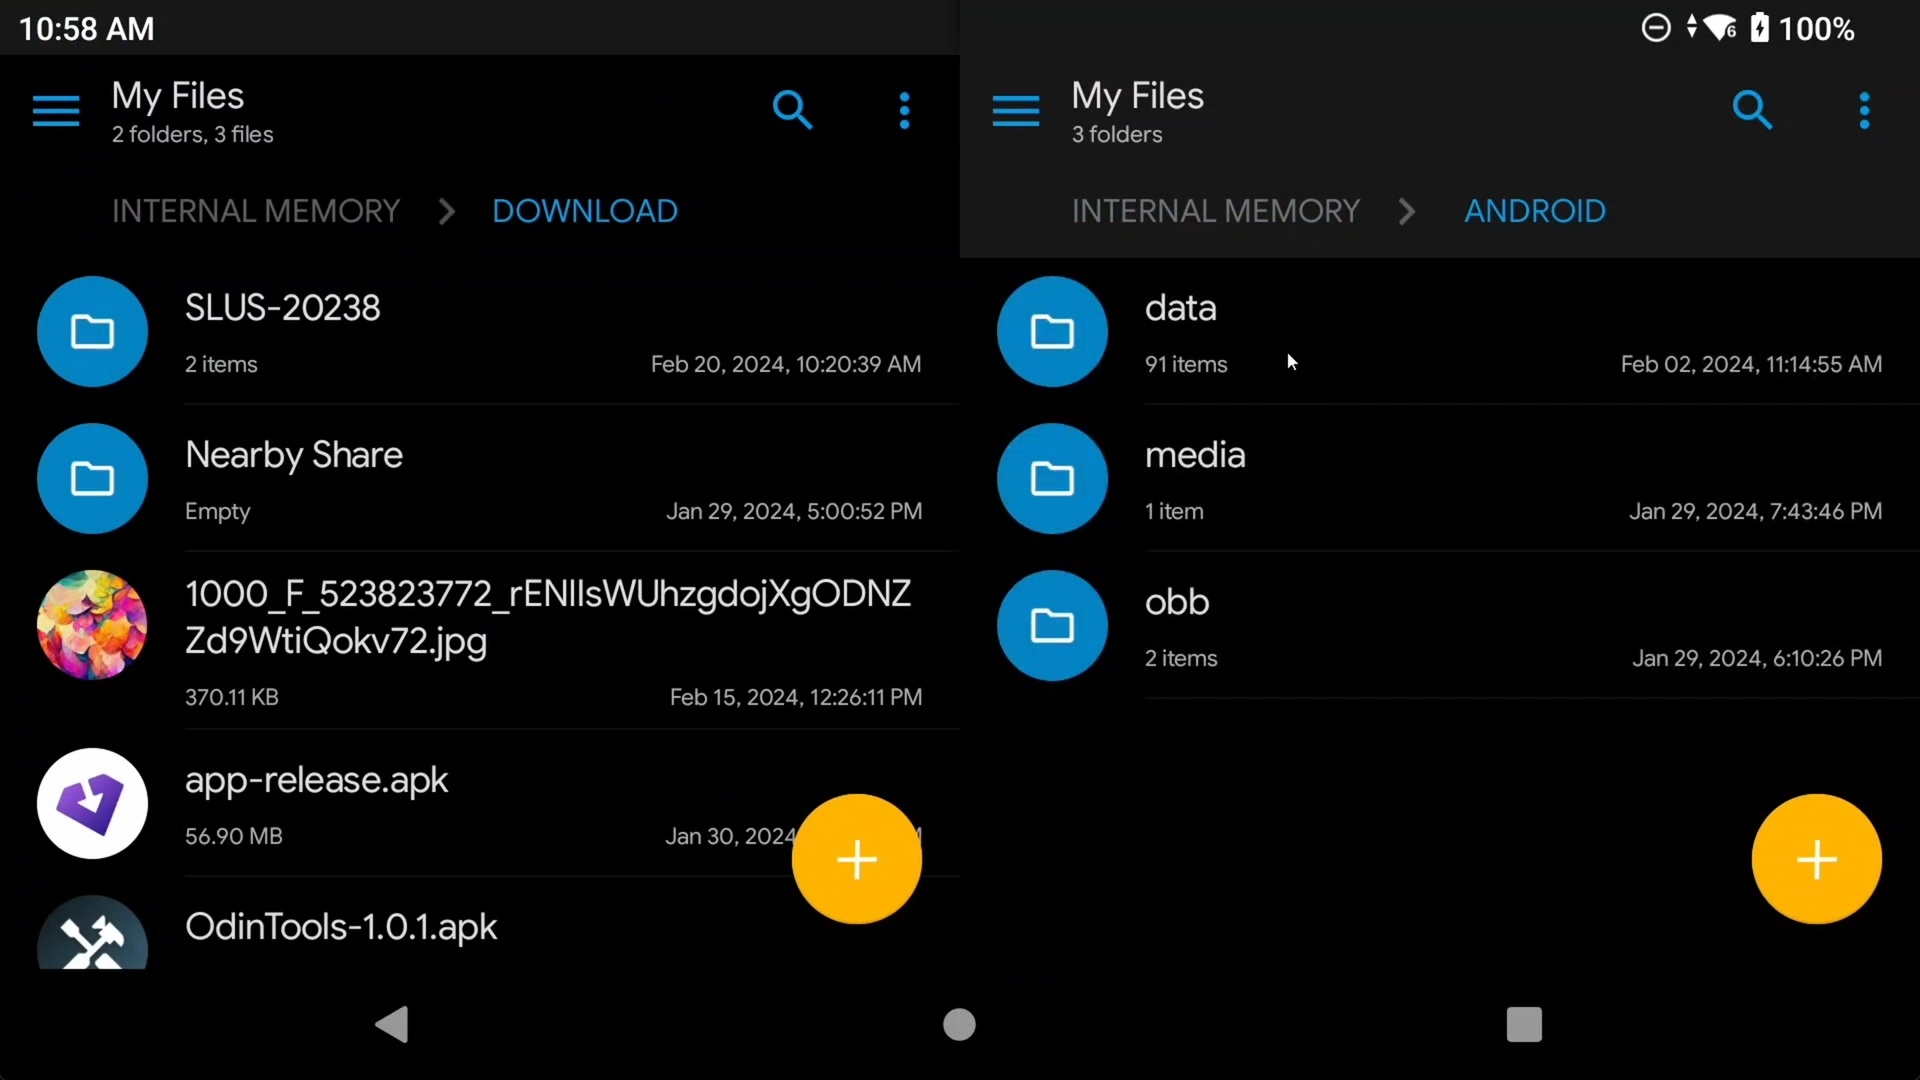 10:58 AM
6 100%
My Files
2 folders, 3 files
INTERNAL MEMORY > DOWNLOAD
SLUS-20238
2 items Feb 20, 2024, 10:20:39 AM
Nearby Share
Empty Jan 29, 2024, 5:00:52 PM
1000_F_523823772_rENIIsWUhzgdojXgODNZ
Zd9WtiQokv72.jpg
370.11 KB Feb 15, 2024, 12:26:11 PM
app-release.apk
56.90 MB Jan 30, 2024
OdinTools-1.0.1.apk
My Files
3 folders
INTERNAL MEMORY > ANDROID
data
91 items Feb 02, 2024, 11:14:55 AM
media
1 item Jan 29, 2024, 7:43:46 PM
obb
2 items Jan 29, 2024, 6:10:26 PM